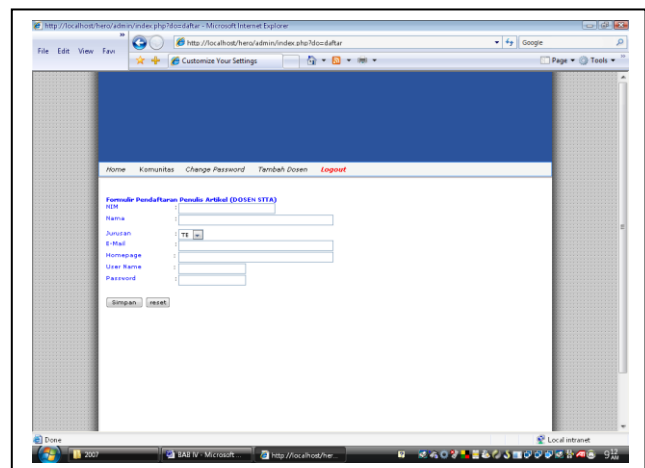 http://localhost/hero/admin/index.php?do=daftar - Microsoft Internet Explorer
File Edit View Favi
»
http://localhost/hero/admin/index.php?do=daftar
Google
Customize Your Settings
Page
Tools
»
Home Komunitas Change Password Tambah Dosen Logout
Formulir Pendaftaran Penulis Artikel (DOSEN STTA)
NIM :
Nama :
Jurusan : TE
E-Mail :
Homepage :
User Name :
Password :
Simpan reset
Done
Local intranet
2007
BAB IV - Microsoft ...
http://localhost/her...